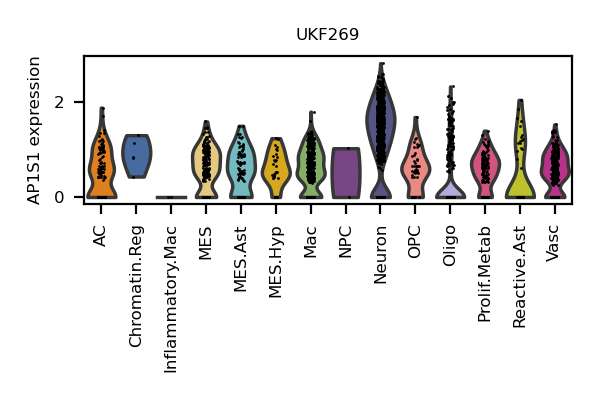 UKF269
AP1S1 expression
2
0
AC
Chromatin.Reg
Inflammatory.Mac
MES
MES.Ast
MES.Hyp
Mac
NPC
Neuron
OPC
Oligo
Prolif.Metab
Reactive.Ast
Vasc